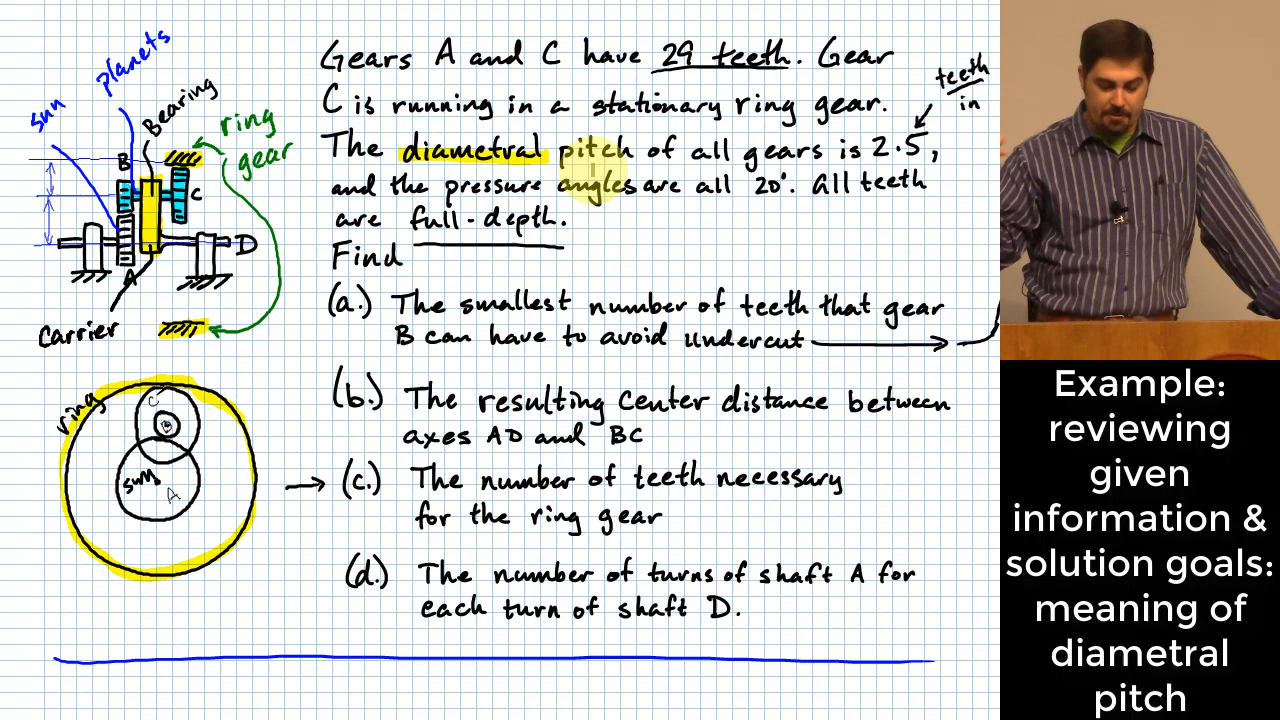 Gears A and C have 29 teeth. Gear
C is running in a stationary ring gear.
The diametral pitch of all gears is 2.5,
and the pressure angles are all 20°. All teeth
are full-depth.
Find
(a.) The smallest number of teeth that gear
B can have to avoid undercut
(b.) The resulting center distance between
axes AD and BC
(c.) The number of teeth necessary
for the ring gear
(d.) The number of turns of shaft A for
each turn of shaft D.
teeth
in
planets
sun
Bearing
ring
gear
B
C
D
A
Carrier
ring
C
B
sun
A
Example:
reviewing
given
information &
solution goals:
meaning of
diametral
pitch